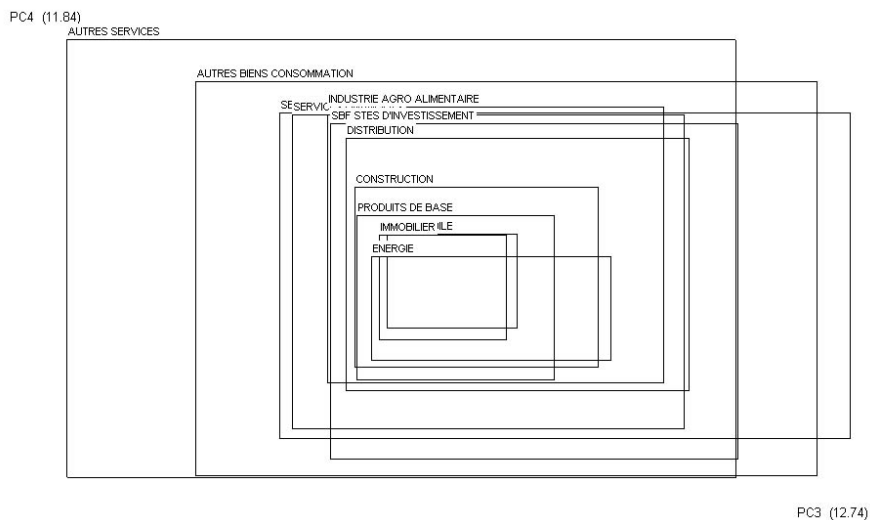 PC4 (11.84)
AUTRES SERVICES
AUTRES BIENS CONSOMMATION
INDUSTRIE AGRO ALIMENTAIRE
SBF STES D'INVESTISSEMENT
DISTRIBUTION
CONSTRUCTION
PRODUITS DE BASE
IMMOBILIER
ENERGIE
PC3 (12.74)